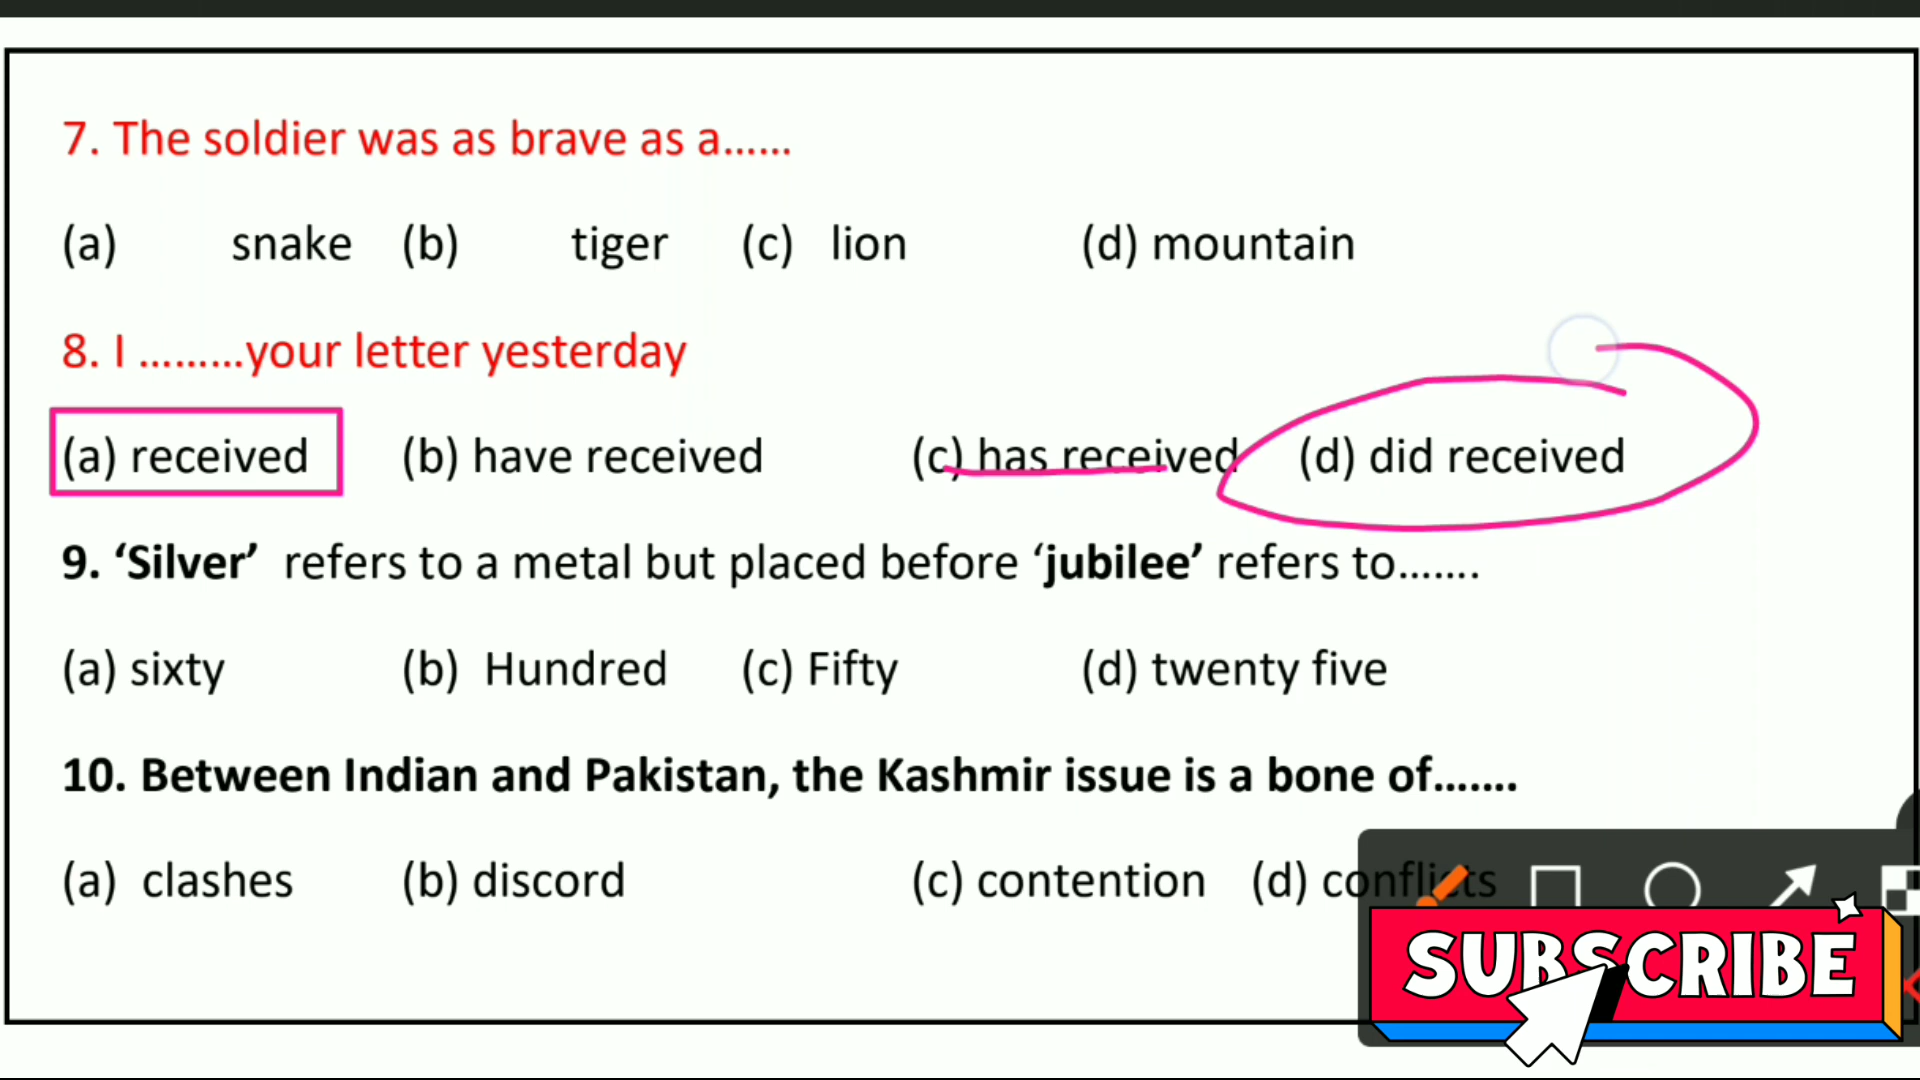 7. The soldier was as brave as a......
(a) snake (b) tiger (c) lion (d) mountain
8. I .........your letter yesterday
(a) received (b) have received (c) has received (d) did received
9. ‘Silver’ refers to a metal but placed before ‘jubilee’ refers to.......
(a) sixty (b) Hundred (c) Fifty (d) twenty five
10. Between Indian and Pakistan, the Kashmir issue is a bone of.......
(a) clashes (b) discord (c) contention (d) conflicts
SUBSCRIBE